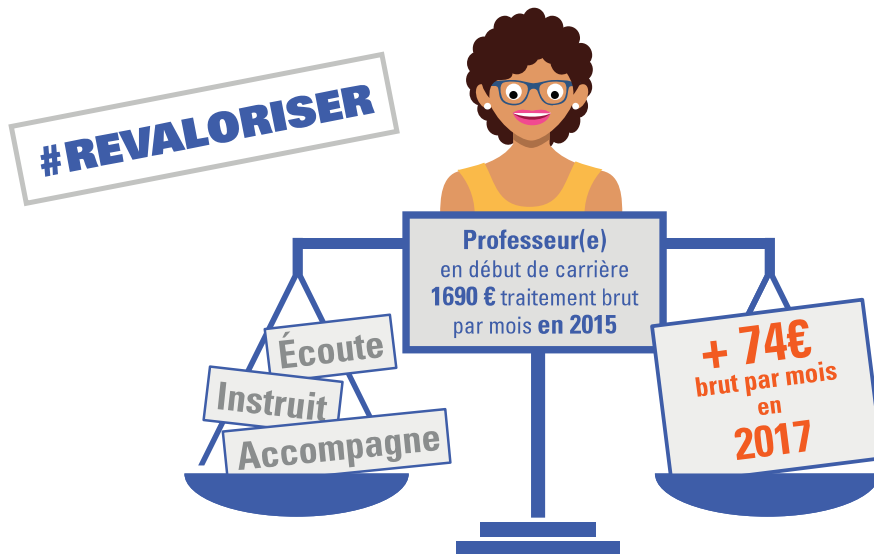 #REVALORISER
Professeur(e)
en début de carrière
1690 € traitement brut
par mois en 2015
Écoute
Instruit
Accompagne
+ 74€
brut par mois
en
2017